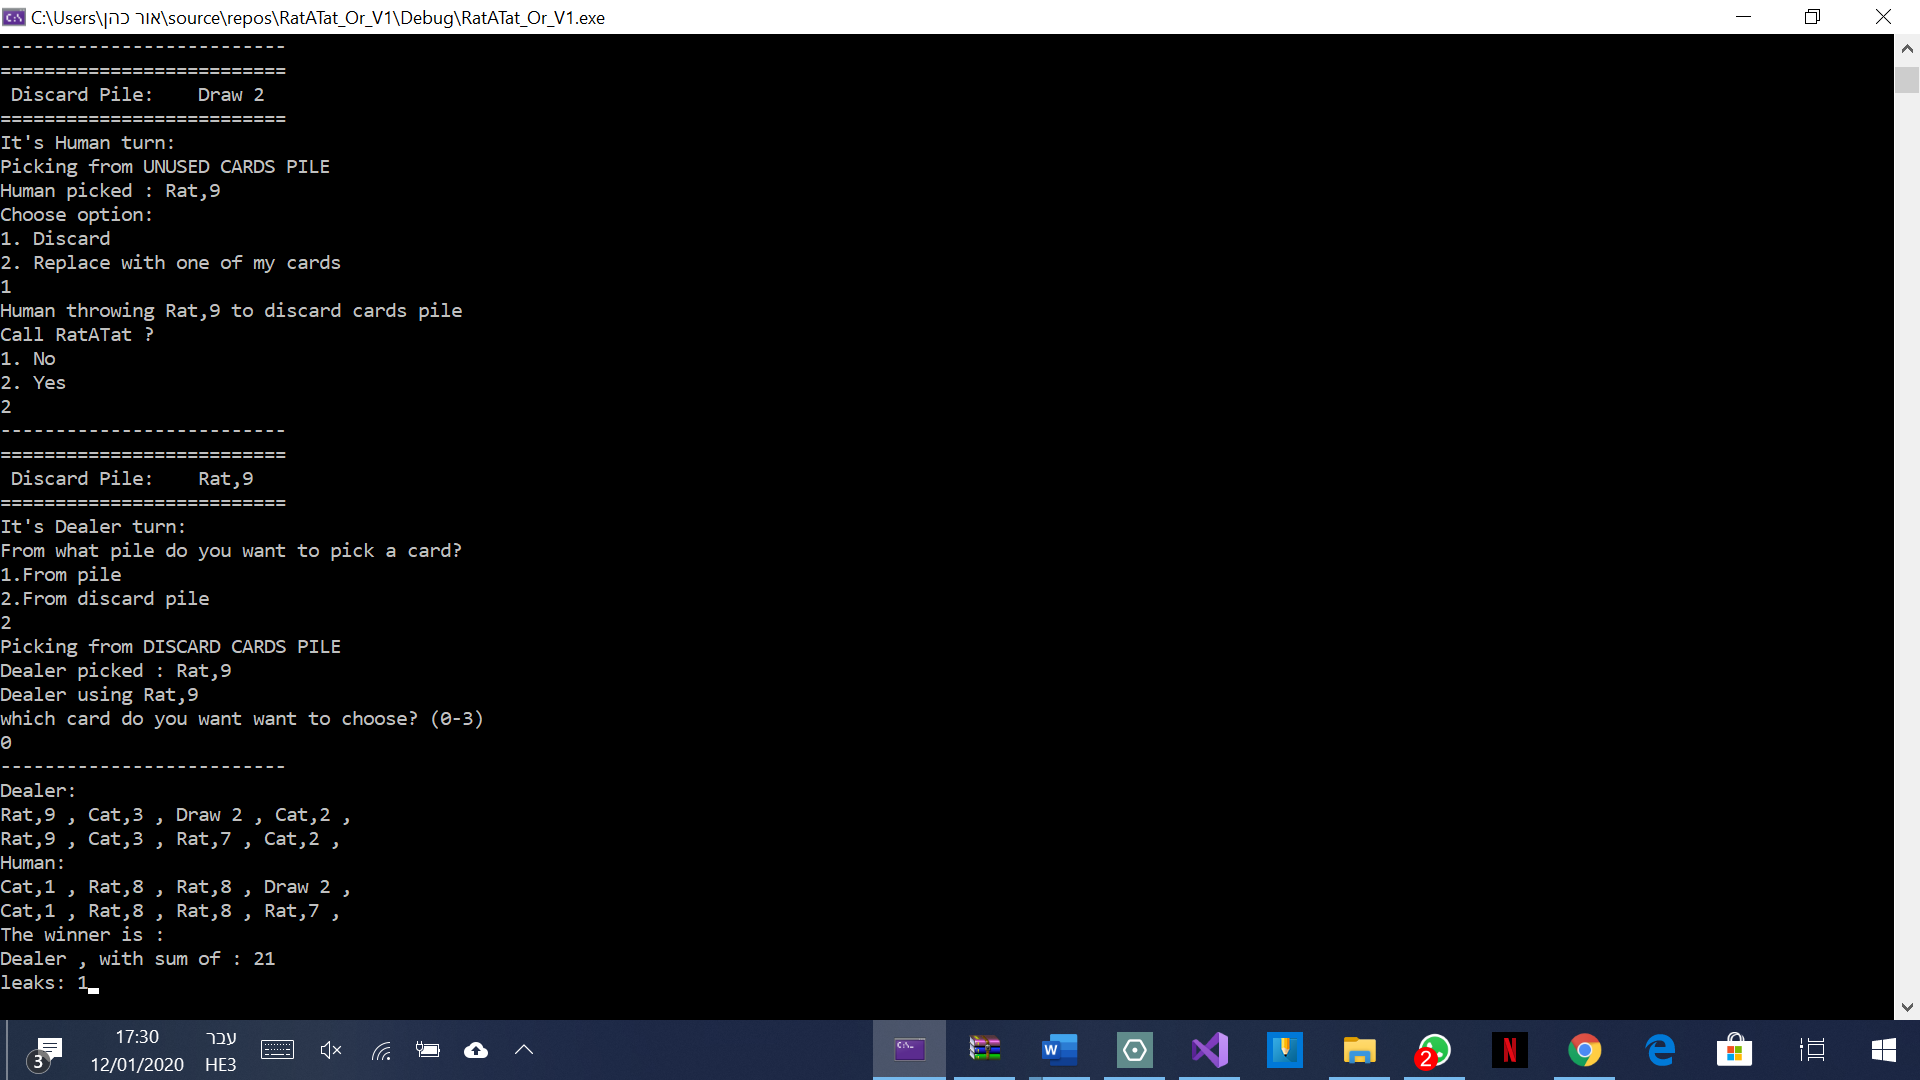 C:\Users\אור כהן\source\repos\RatATat_Or_V1\Debug\RatATat_Or_V1.exe
--------------------------
==========================
Discard Pile:    Draw 2
==========================
It's Human turn:
Picking from UNUSED CARDS PILE
Human picked : Rat,9
Choose option:
1. Discard
2. Replace with one of my cards
1
Human throwing Rat,9 to discard cards pile
Call RatATat ?
1. No
2. Yes
2
--------------------------
==========================
Discard Pile:    Rat,9
==========================
It's Dealer turn:
From what pile do you want to pick a card?
1.From pile
2.From discard pile
2
Picking from DISCARD CARDS PILE
Dealer picked : Rat,9
Dealer using Rat,9
which card do you want want to choose? (0-3)
0
--------------------------
Dealer:
Rat,9 , Cat,3 , Draw 2 , Cat,2 ,
Rat,9 , Cat,3 , Rat,7 , Cat,2 ,
Human:
Cat,1 , Rat,8 , Rat,8 , Draw 2 ,
Cat,1 , Rat,8 , Rat,8 , Rat,7 ,
The winner is :
Dealer , with sum of : 21
leaks: 1
3
17:30
12/01/2020
עבר
HE3
W
2
N